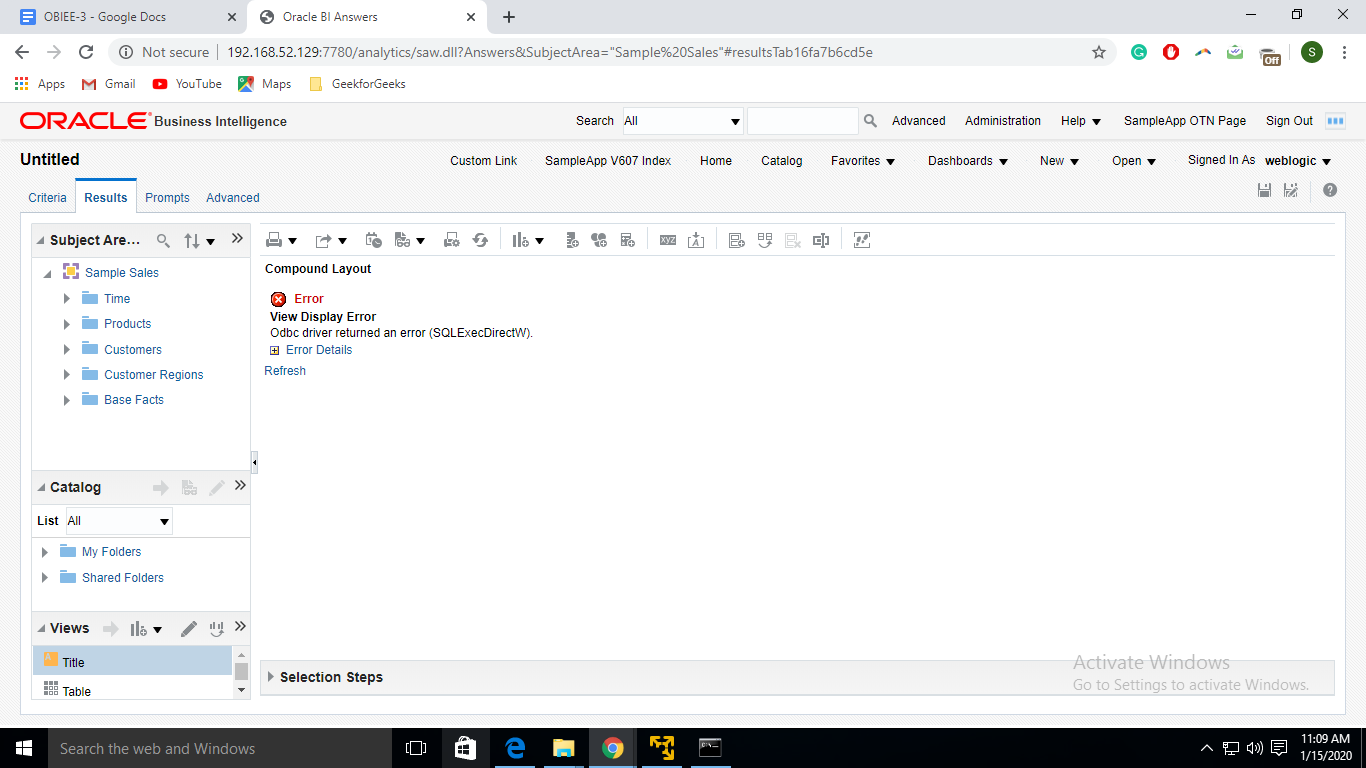 OBIEE-3 - Google Docs
Oracle BI Answers
Not secure
192.168.52.129:7780/analytics/saw.dll?Answers&SubjectArea="Sample%20Sales"#resultsTab16fa7b6cd5e
Off
S
Apps
Gmail
YouTube
Maps
GeekforGeeks
ORACLE Business Intelligence
Search
All
Advanced
Administration
Help
SampleApp OTN Page
Sign Out
Untitled
Custom Link
SampleApp V607 Index
Home
Catalog
Favorites
Dashboards
New
Open
Signed In As weblogic
Criteria
Results
Prompts
Advanced
Subject Are...
Sample Sales
Time
Products
Customers
Customer Regions
Base Facts
Catalog
List
All
My Folders
Shared Folders
Views
Title
Table
xyz
Compound Layout
Error
View Display Error
Odbc driver returned an error (SQLExecDirectW).
Error Details
Refresh
Selection Steps
Activate Windows
Go to Settings to activate Windows.
Search the web and Windows
11:09 AM
1/15/2020